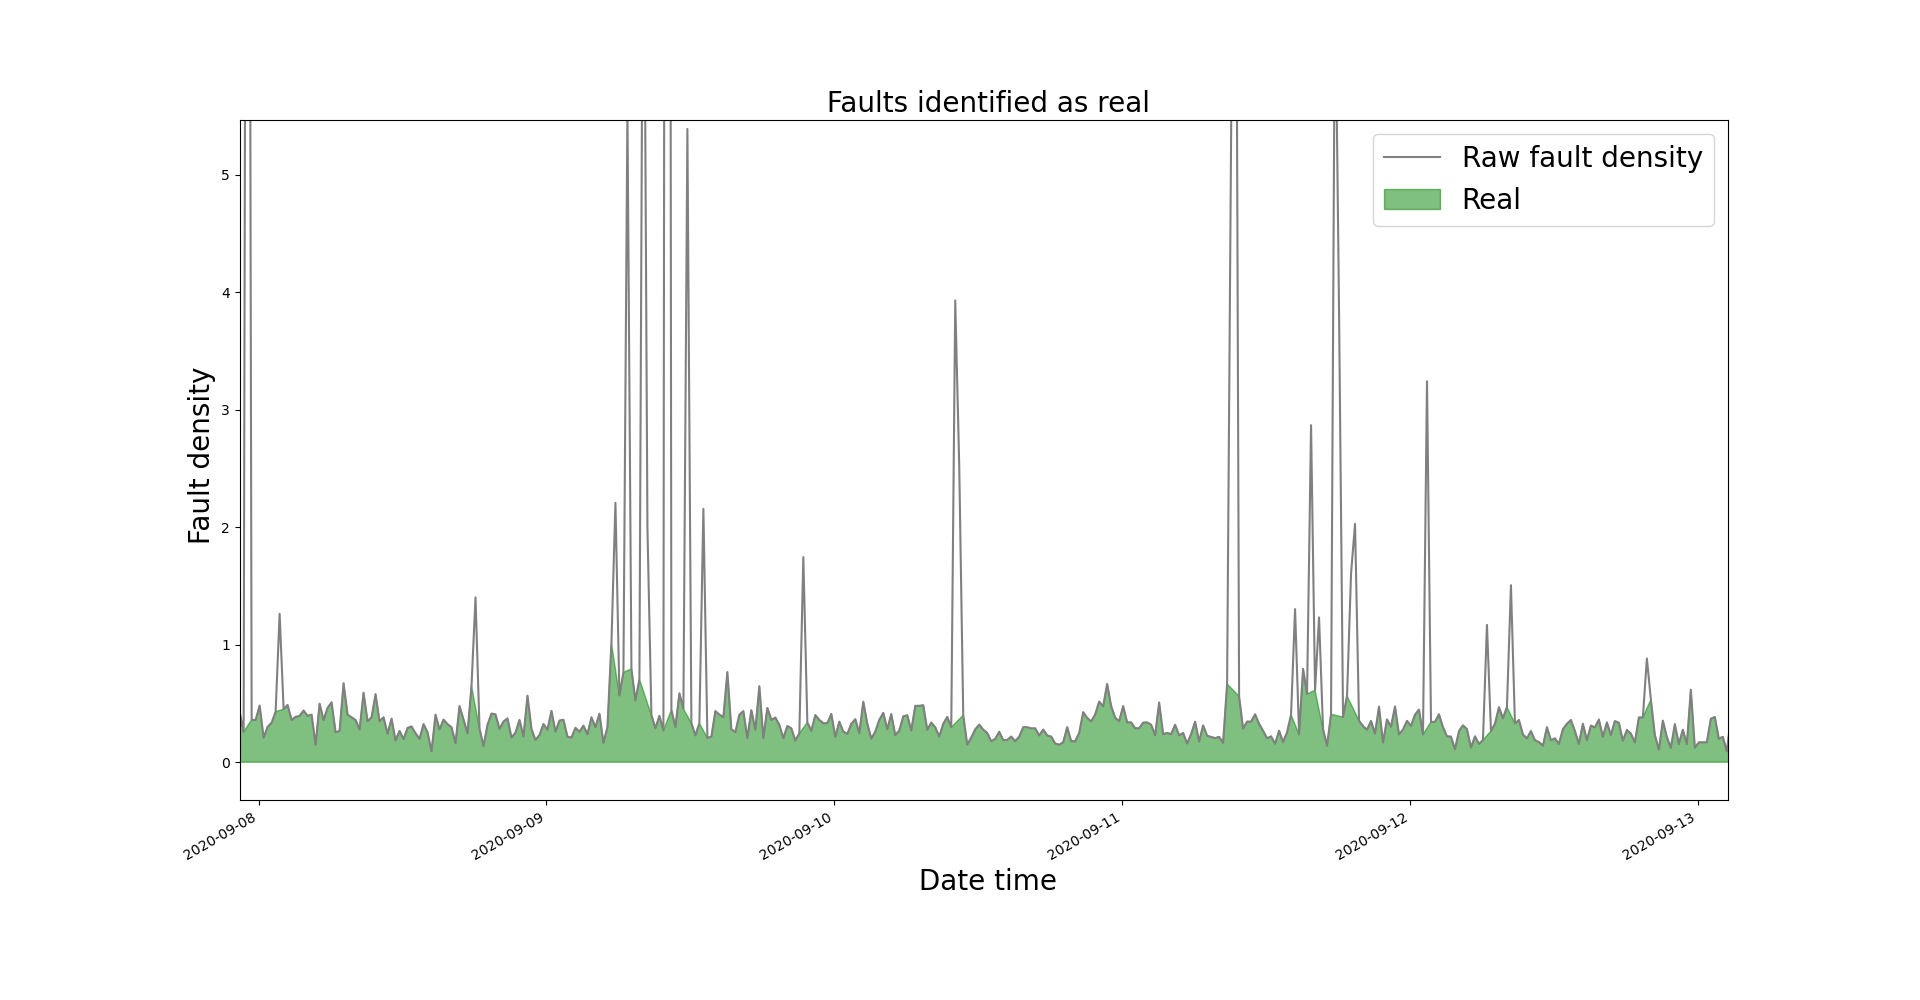 Faults identified as real
Raw fault density
Real
Fault density
5
4
3
2
1
0
2020-09-08
2020-09-09
2020-09-10
2020-09-11
2020-09-12
2020-09-13
Date time